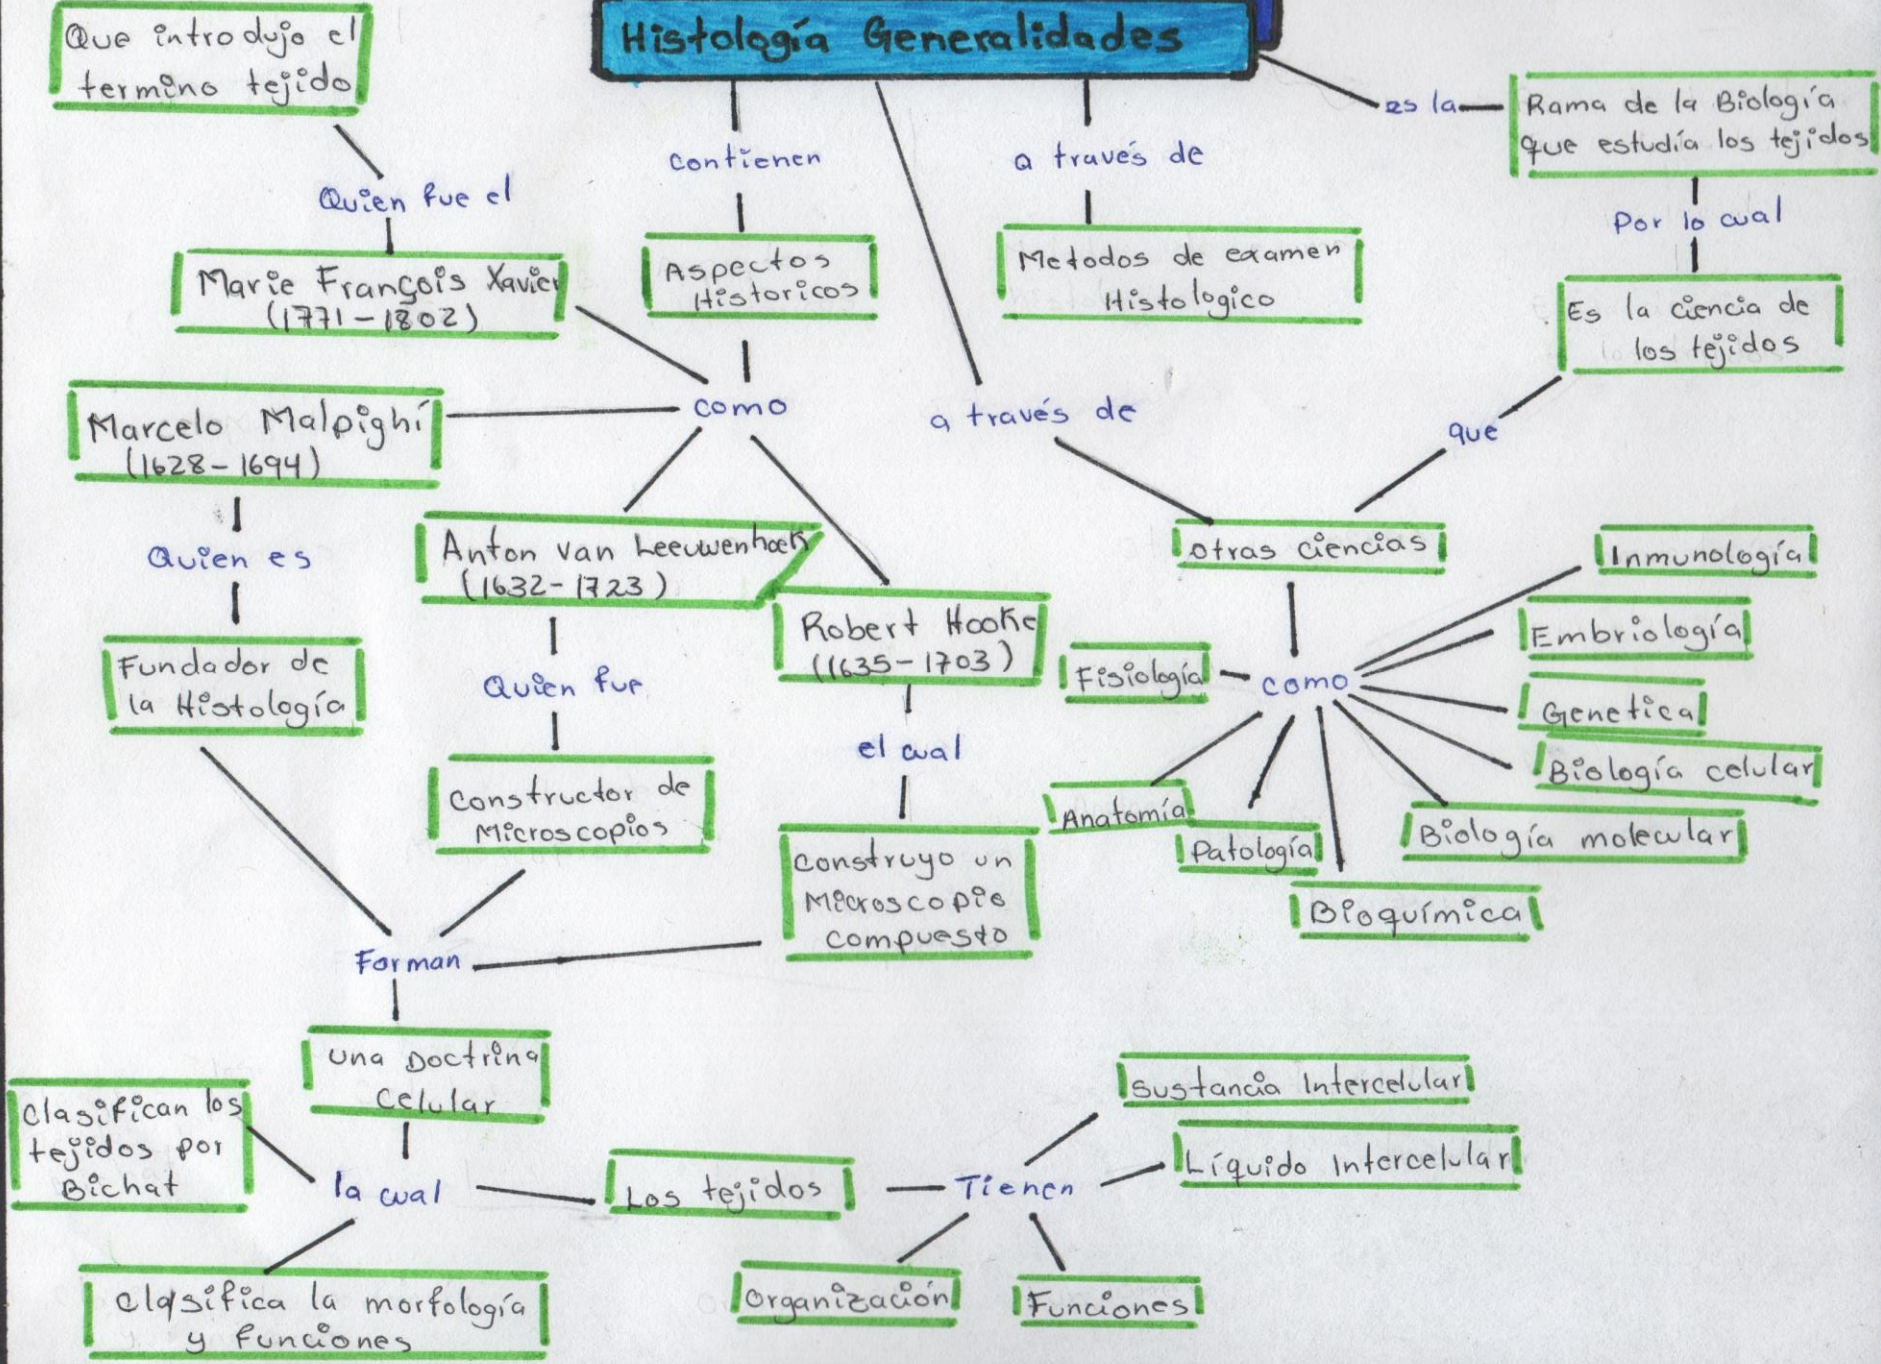 Histología Generalidades
Que introdujo el
termino tejido
Quien fue el
Marie François Xavier
(1771-1802)
contienen
Aspectos
Historicos
como
a través de
Metodos de examen
Histologico
es la
Rama de la Biología
que estudía los tejidos
Por lo cual
Es la ciencia de
los tejidos
que
a través de
otras ciencias
como
Inmunología
Embriología
Genetica
Biología celular
Biología molecular
Bioquímica
Patología
Anatomía
Fisiología
Marcelo Malpighí
(1628-1694)
Quien es
Fundador de
la Histología
Anton van Leeuwenhoek
(1632-1723)
Quien fue
constructor de
Microscopios
Robert Hooke
(1635-1703)
el cual
construyo un
Microscopio
compuesto
Forman
una Doctrina
celular
la cual
Clasifican los
tejidos por
Bichat
clasifica la morfología
y funciones
Los tejidos
Tienen
sustancia Intercelular
Líquido Intercelular
organización
Funciones